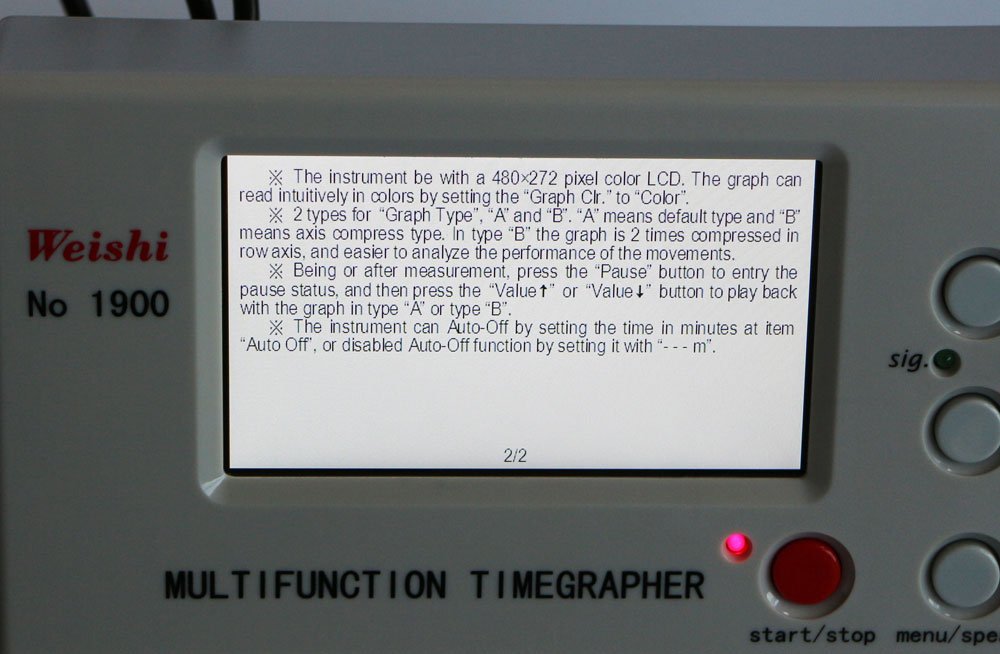 ※ The instrument be with a 480×272 pixel color LCD. The graph can
read intuitively in colors by setting the “Graph Clr.” to “Color”.
※ 2 types for “Graph Type”, “A” and “B”. “A” means default type and “B”
means axis compress type. In type “B” the graph is 2 times compressed in
row axis, and easier to analyze the performance of the movements.
※ Being or after measurement, press the “Pause” button to entry the
pause status, and then press the “Value↑” or “Value↓” button to play back
with the graph in type “A” or type “B”.
※ The instrument can Auto-Off by setting the time in minutes at item
“Auto Off”, or disabled Auto-Off function by setting it with “- - - m”.
2/2
Weishi
No 1900
sig.
MULTIFUNCTION TIMEGRAPHER
start/stop menu/spe